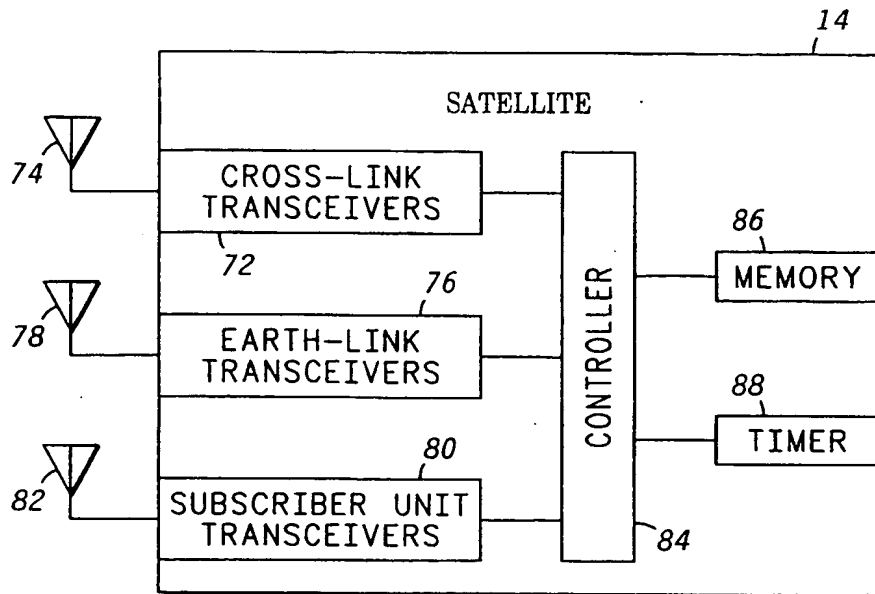 14
SATELLITE
74
CROSS-LINK
TRANSCEIVERS
72
86
MEMORY
76
78
EARTH-LINK
TRANSCEIVERS
CONTROLLER
88
TIMER
80
82
SUBSCRIBER UNIT
TRANSCEIVERS
84